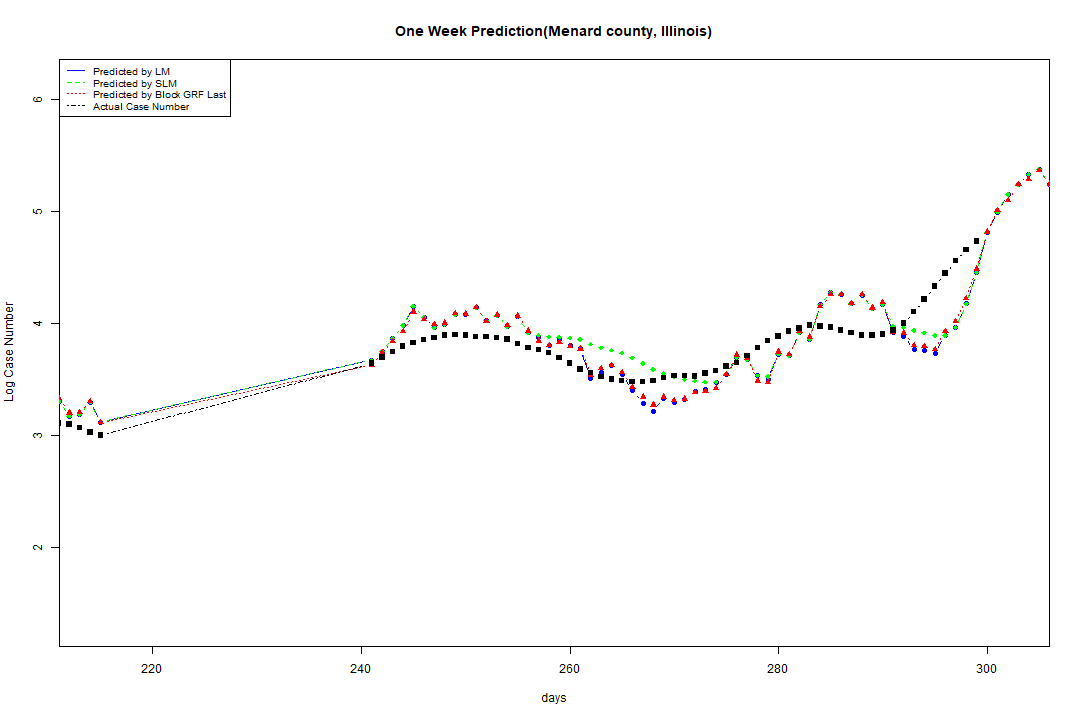 One Week Prediction(Menard county, Illinois)
Predicted by LM
Predicted by SLM
Predicted by Block GRF Last
Actual Case Number
Log Case Number
6
5
4
3
2
220 240 260 280 300
days